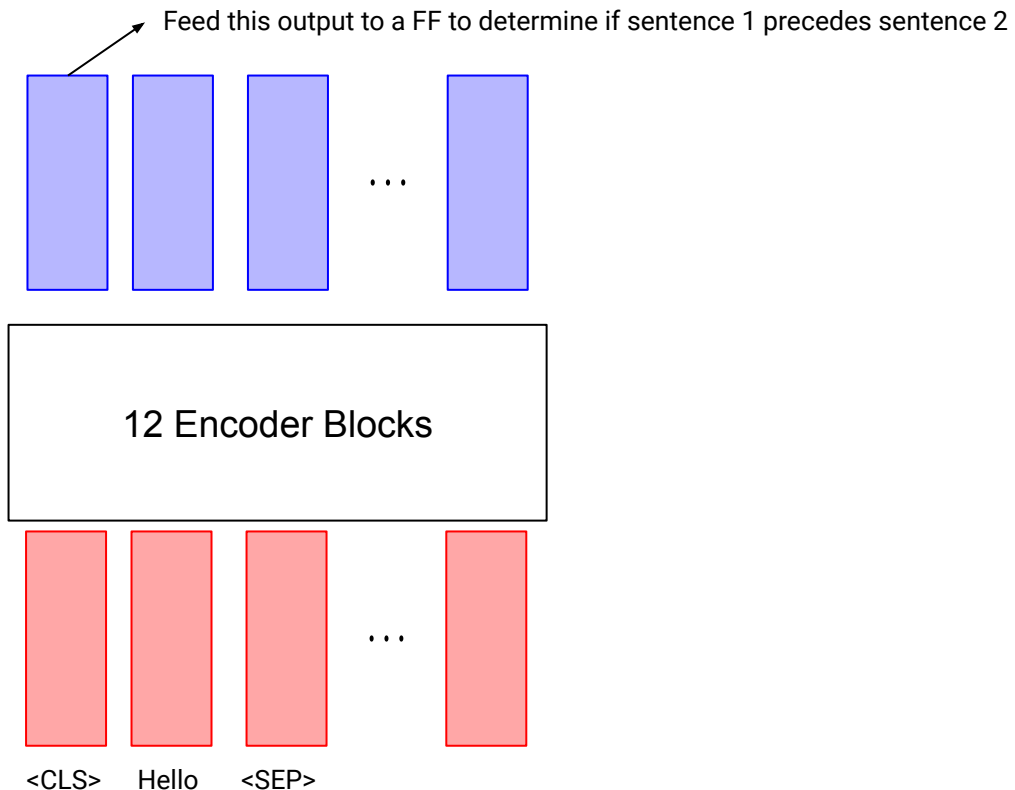 Feed this output to a FF to determine if sentence 1 precedes sentence 2
...
12 Encoder Blocks
...
<CLS> Hello <SEP>